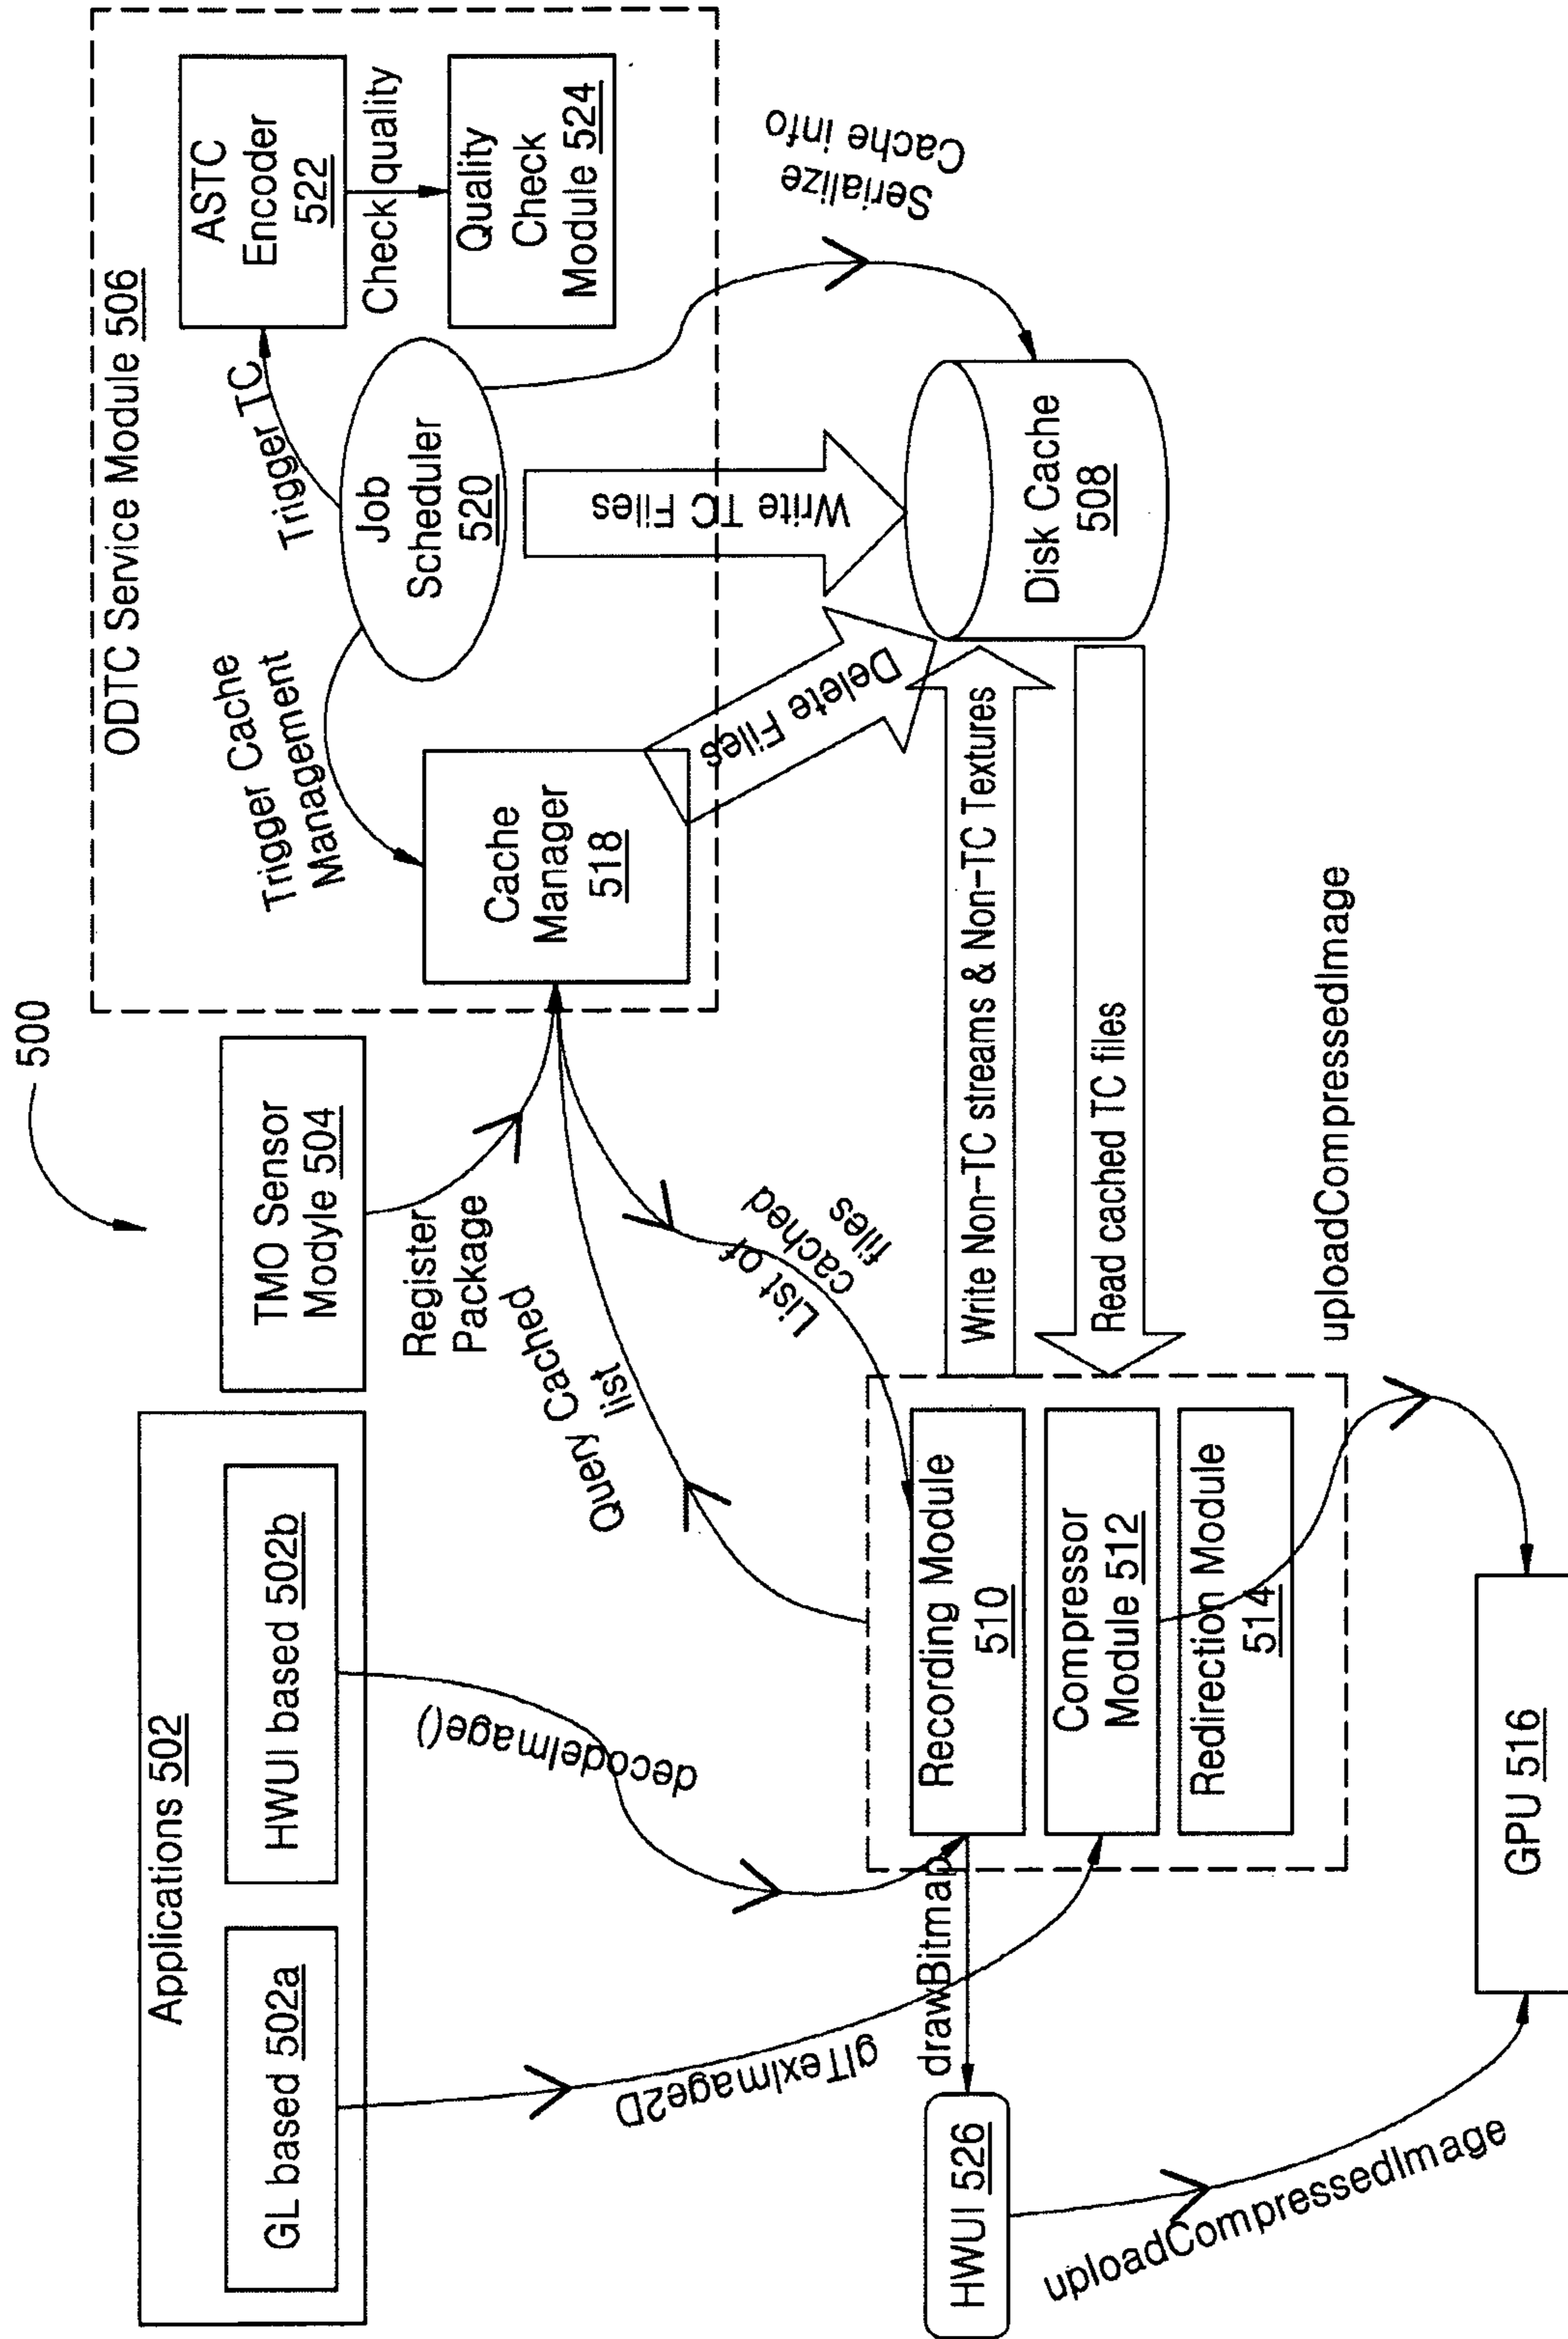 500
Applications 502
GL based 502a
HWUI based 502b
TMO Sensor
Modyle 504
ODTC Service Module 506
Register
Package
Trigger Cache
Management
Trigger TC
ASTC
Encoder
522
Check quality
Quality
Check
Module 524
Job
Scheduler
520
Cache
Manager
518
Query Cached
list
List of
cached
files
decodeImage()
glTexImage2D
Delete Files
Write TC Files
Serialize
Cache info
Disk Cache
508
Write Non-TC streams & Non-TC Textures
Read cached TC files
Recording Module
510
Compressor
Module 512
Redirection Module
514
drawBitmap
HWUI 526
uploadCompressedImage
uploadCompressedImage
GPU 516